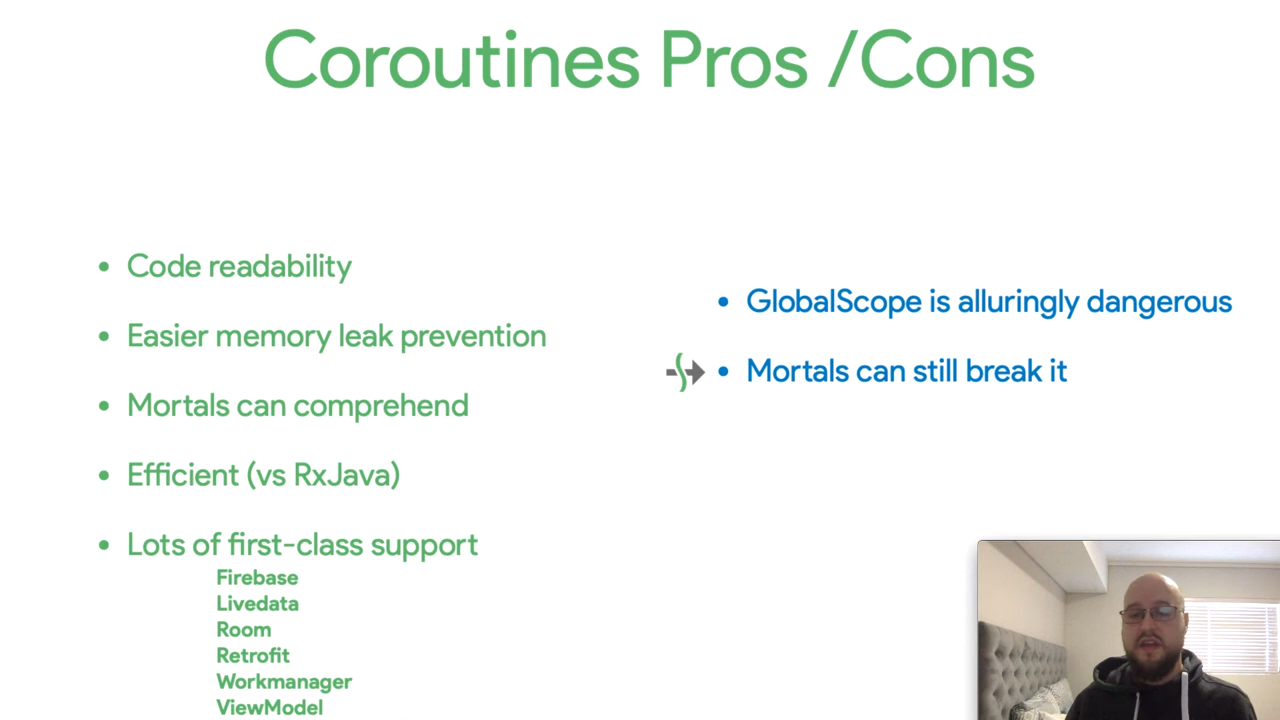 Coroutines Pros /Cons
• Code readability
• Easier memory leak prevention
• Mortals can comprehend
• Efficient (vs RxJava)
• Lots of first-class support
Firebase
Livedata
Room
Retrofit
Workmanager
ViewModel
• GlobalScope is alluringly dangerous
• Mortals can still break it